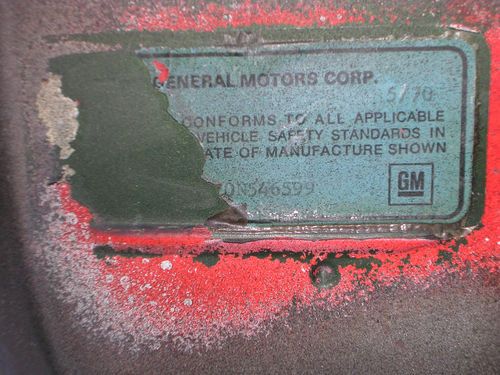 GENERAL MOTORS CORP.
5/70
CONFORMS TO ALL APPLICABLE
VEHICLE SAFETY STANDARDS IN
ATE OF MANUFACTURE SHOWN
0N546599
GM